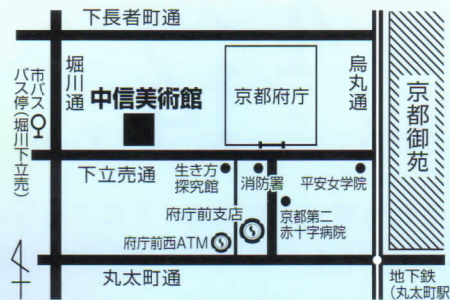 下長者町通
堀川通
烏丸通
市バス
バス停(堀川下立売)
中信美術館
京都府庁
京都御苑
下立売通
生き方
探究館
消防署
平安女学院
府庁前支店
京都第二
赤十字病院
府庁前西ATM
丸太町通
地下鉄
(丸太町駅